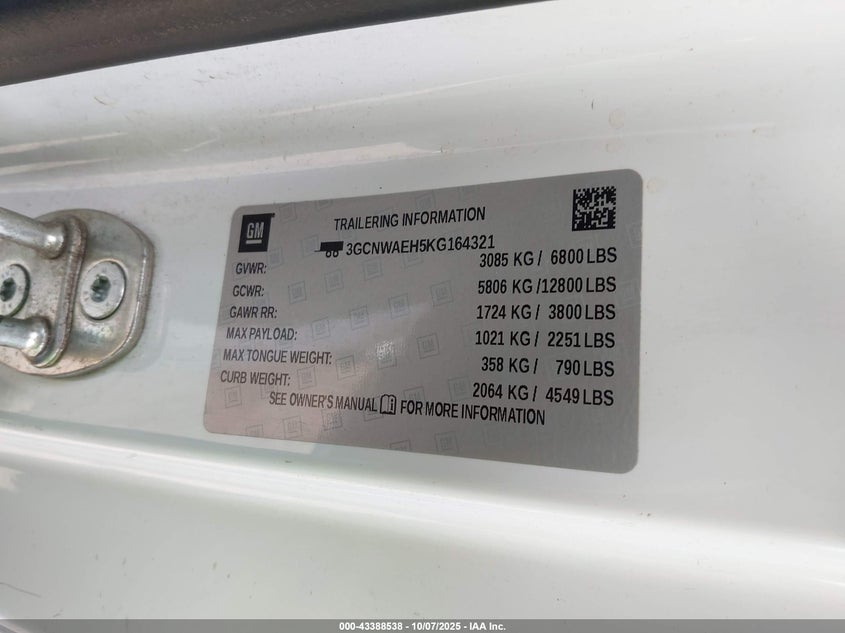 GM
TRAILERING INFORMATION
3GCNWAEH5KG164321
GVWR: 3085 KG / 6800 LBS
GCWR: 5806 KG /12800 LBS
GAWR RR: 1724 KG / 3800 LBS
MAX PAYLOAD: 1021 KG / 2251 LBS
MAX TONGUE WEIGHT: 358 KG / 790 LBS
CURB WEIGHT: 2064 KG / 4549 LBS
SEE OWNER'S MANUAL FOR MORE INFORMATION
000-43388538 - 10/07/2025 - IAA Inc.